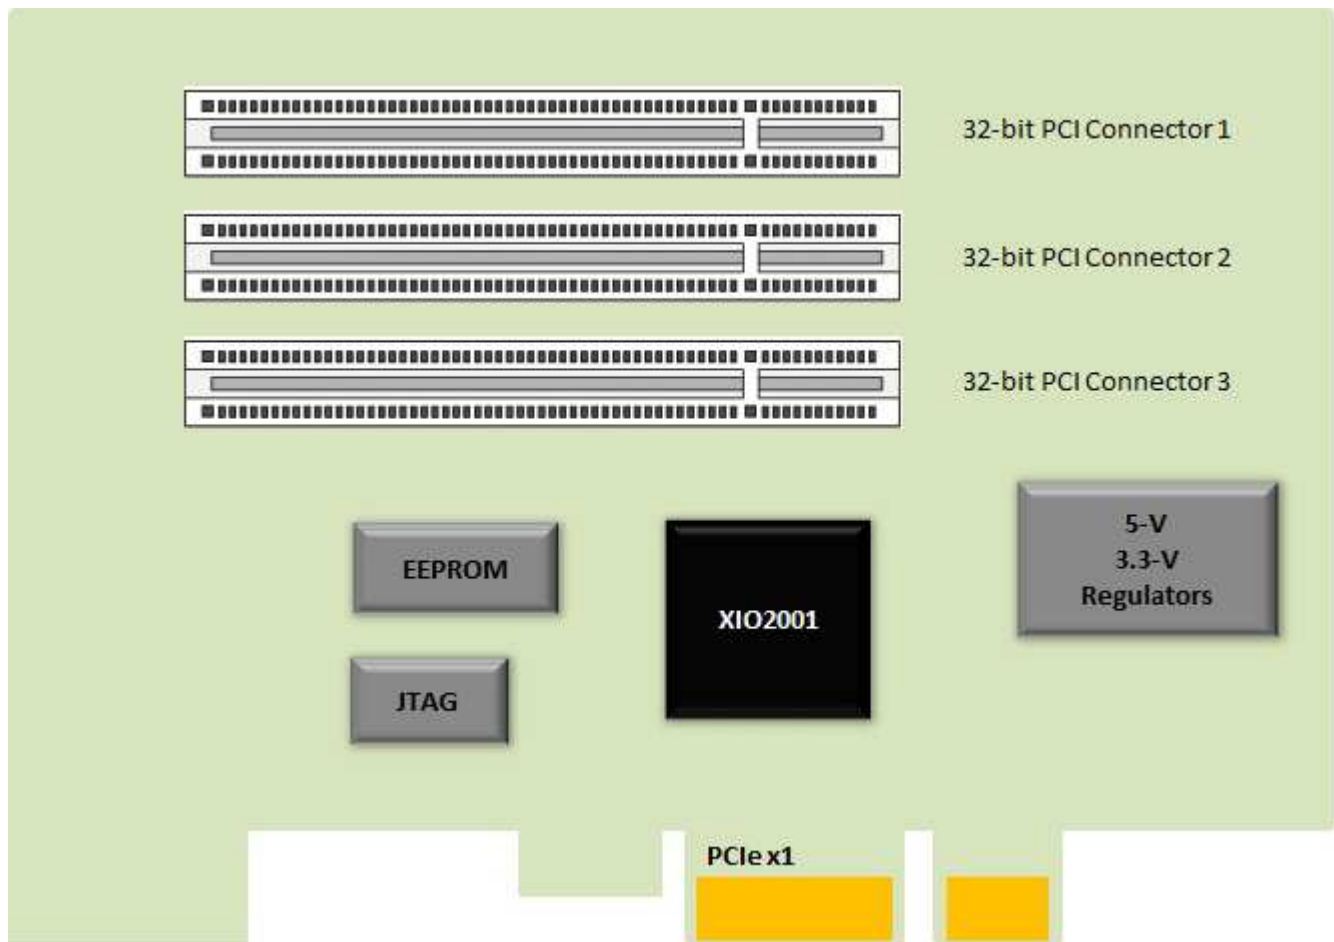 32-bit PCI Connector 1
32-bit PCI Connector 2
32-bit PCI Connector 3
5-V
3.3-V
Regulators
EEPROM
XIO2001
JTAG
PCIe x1